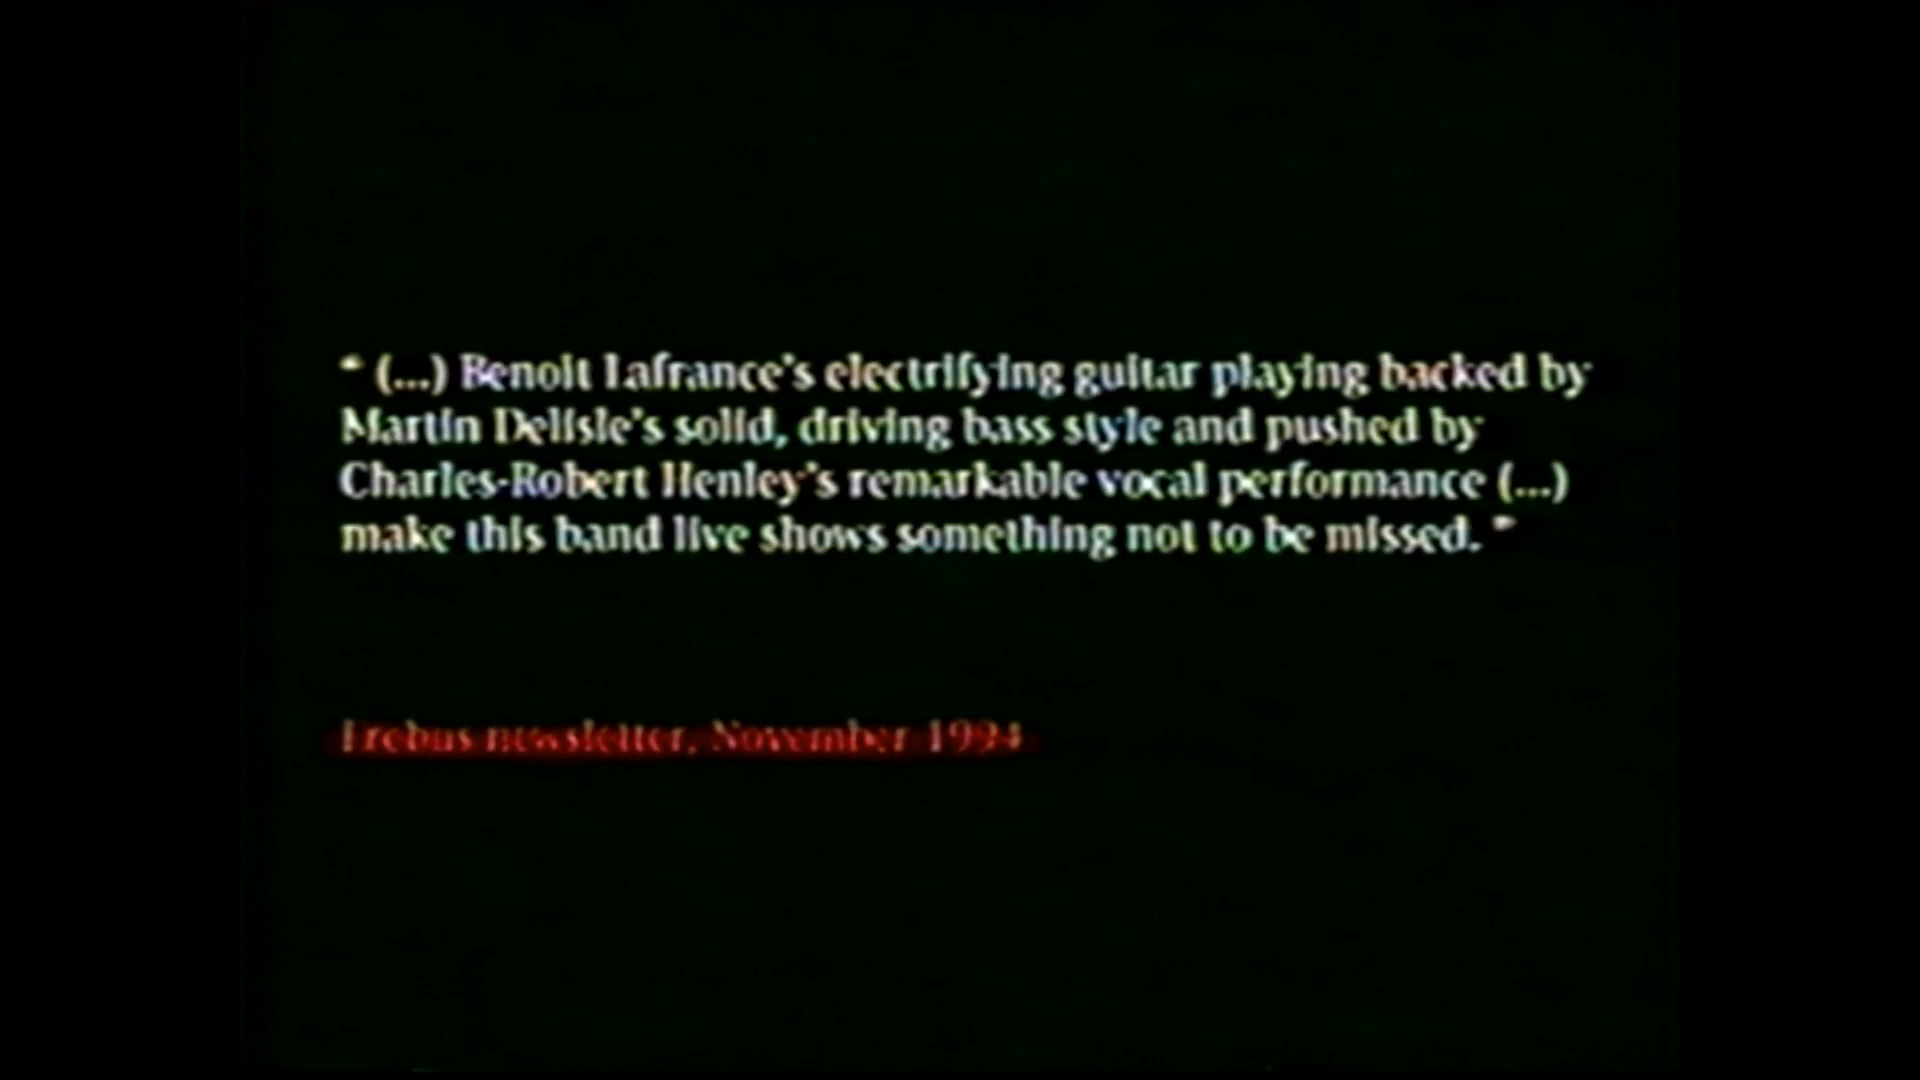 " (...) Benoit Lafrance's electrifying guitar playing backed by
Martin Delisle's solid, driving bass style and pushed by
Charles-Robert Henley's remarkable vocal performance (...)
make this band live shows something not to be missed. "
Erebus newsletter, November 1994